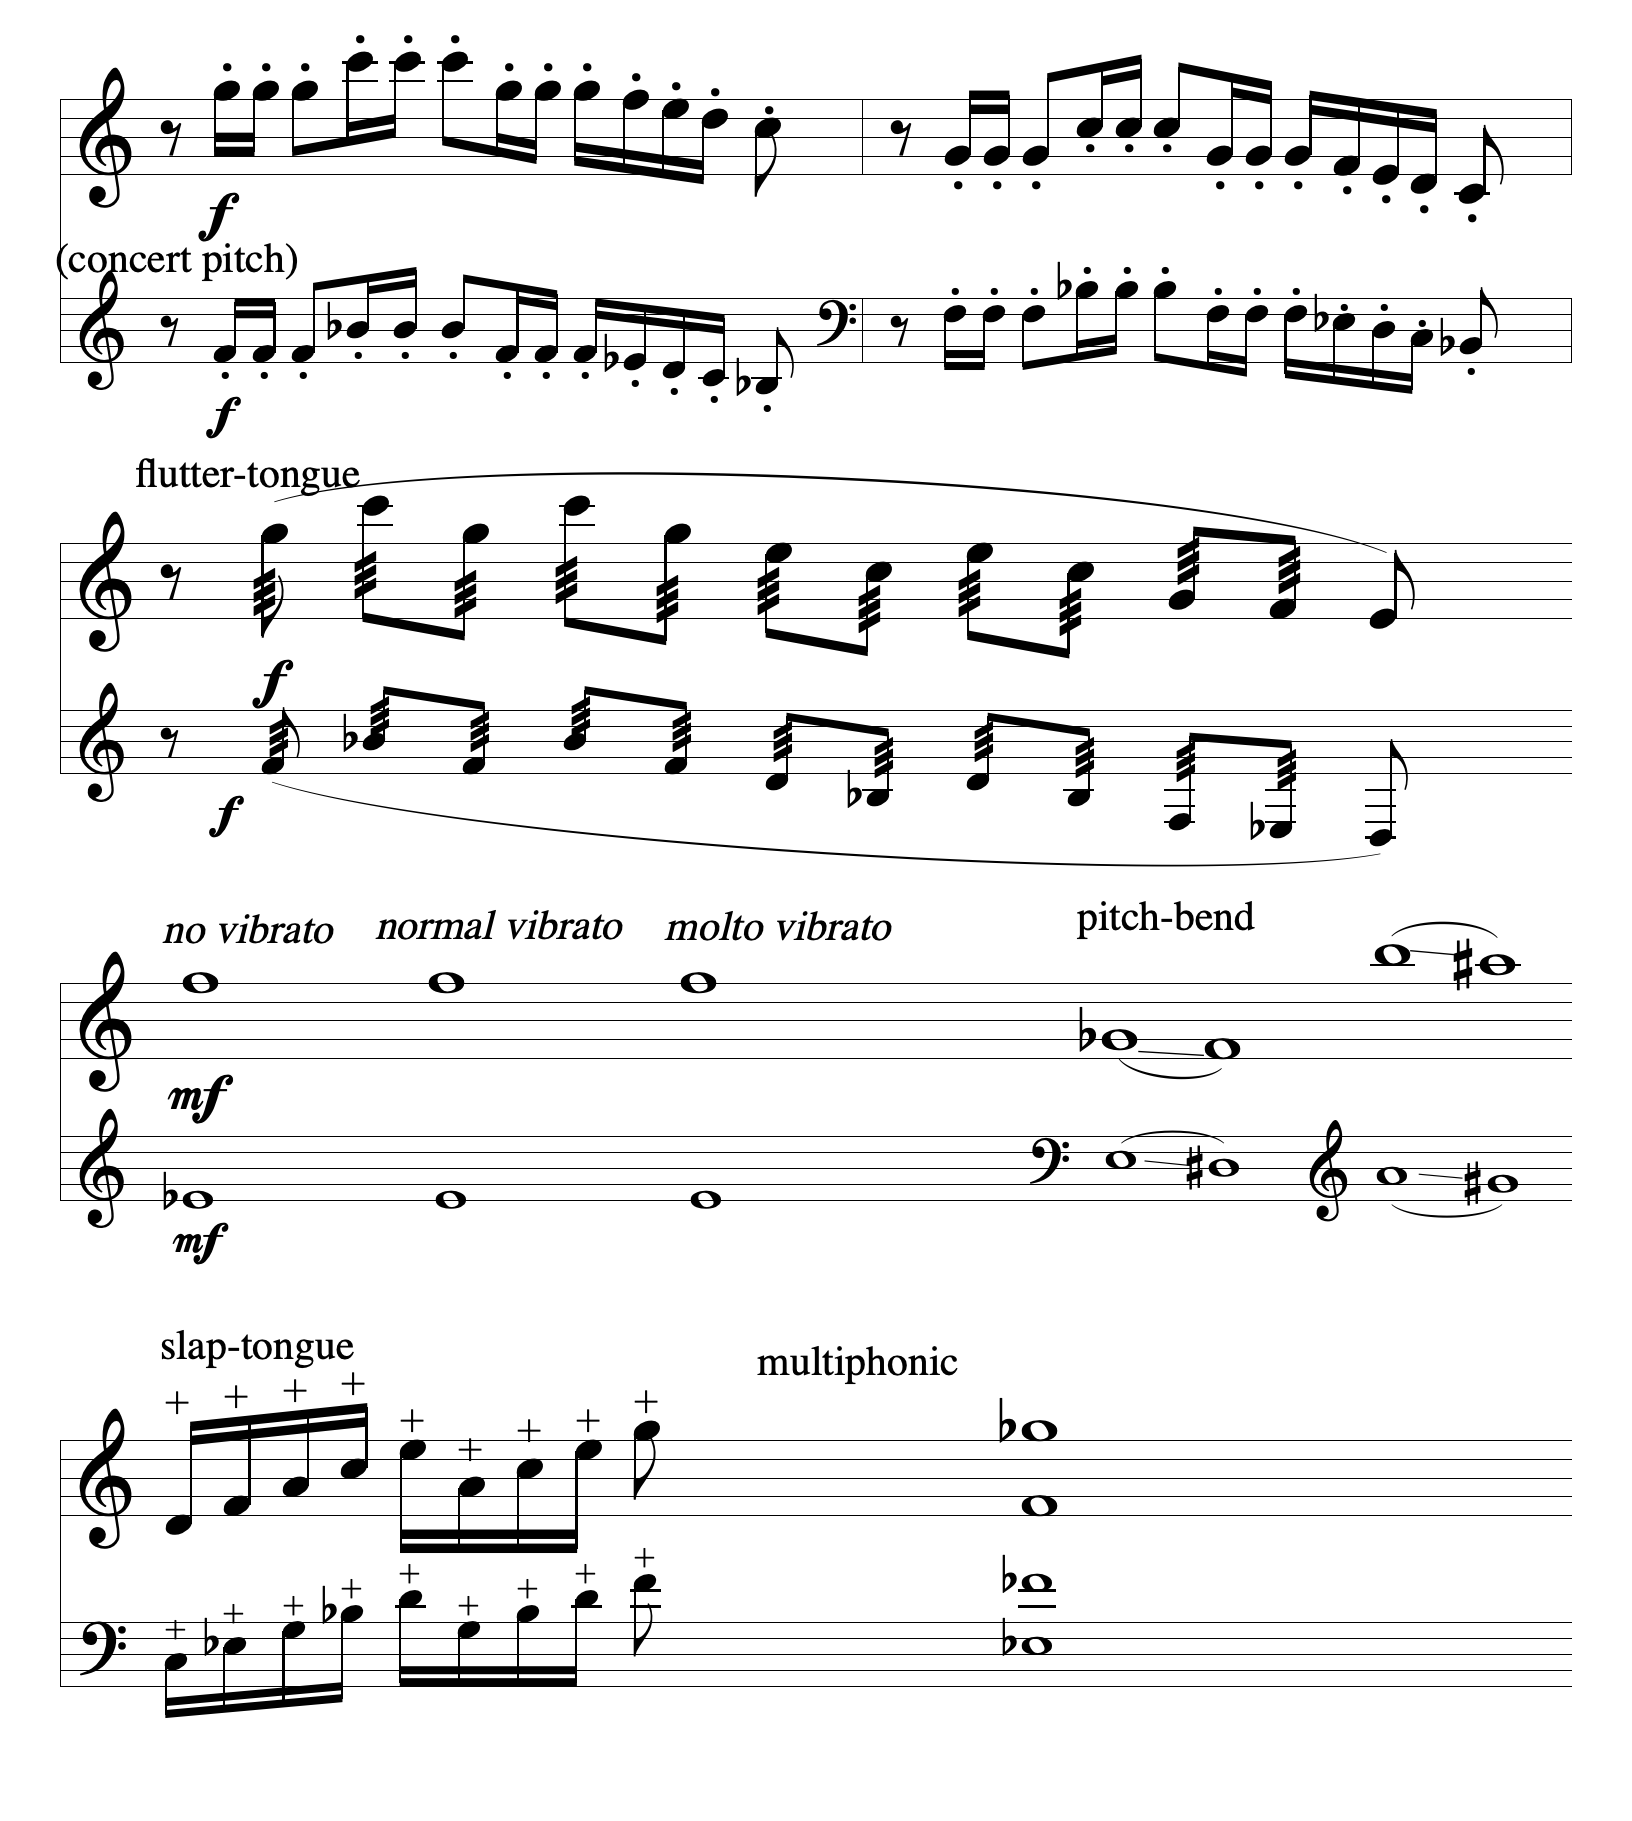 f
(concert pitch)
f
flutter-tongue
f
f
no vibrato normal vibrato molto vibrato pitch-bend
mf
mf
slap-tongue multiphonic